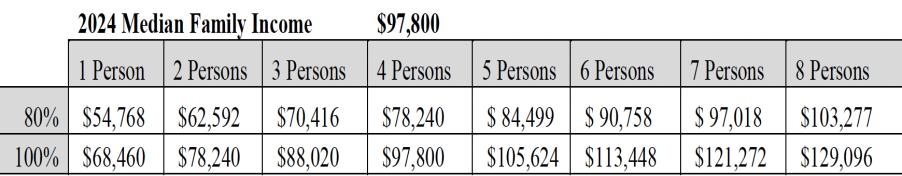 2024 Median Family Income $97,800
1 Person 2 Persons 3 Persons 4 Persons 5 Persons 6 Persons 7 Persons 8 Persons
80% $54,768 $62,592 $70,416 $78,240 $ 84,499 $ 90,758 $ 97,018 $103,277
100% $68,460 $78,240 $88,020 $97,800 $105,624 $113,448 $121,272 $129,096